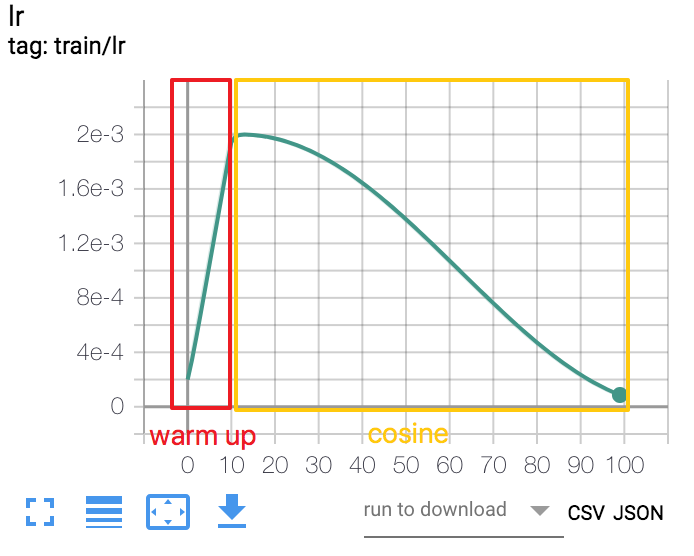 lr
tag: train/lr
2e-3
1.6e-3
1.2e-3
8e-4
4e-4
0
warm up cosine
0 10 20 30 40 50 60 70 80 90 100
run to download CSV JSON